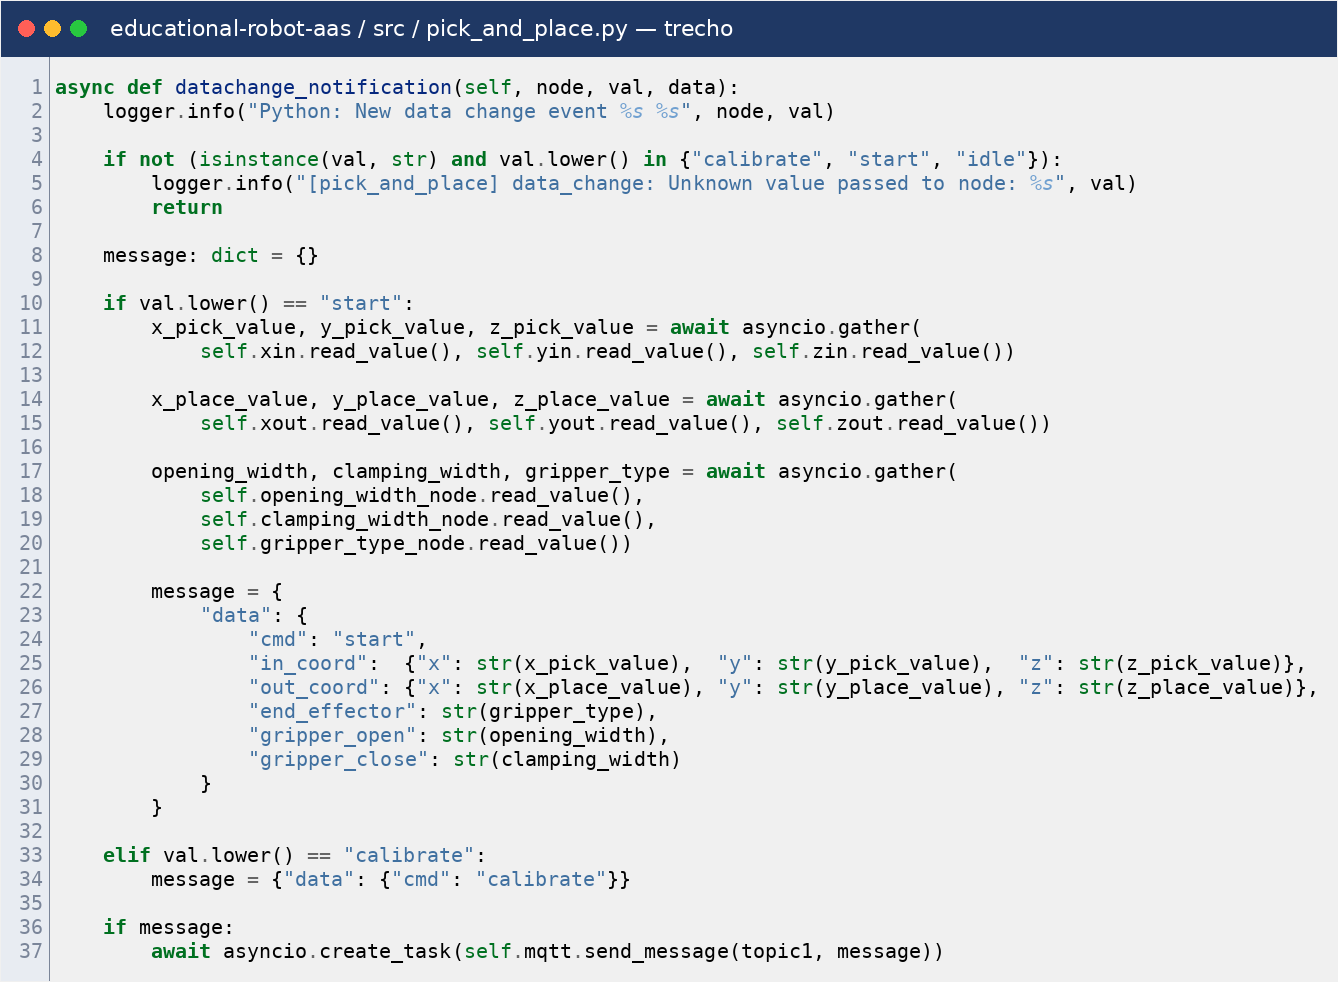 educational-robot-aas / src / pick_and_place.py — trecho
1 async def datachange_notification(self, node, val, data):
2     logger.info("Python: New data change event %s %s", node, val)
3
4     if not (isinstance(val, str) and val.lower() in {"calibrate", "start", "idle"}):
5         logger.info("[pick_and_place] data_change: Unknown value passed to node: %s", val)
6         return
7
8     message: dict = {}
9
10     if val.lower() == "start":
11         x_pick_value, y_pick_value, z_pick_value = await asyncio.gather(
12             self.xin.read_value(), self.yin.read_value(), self.zin.read_value())
13
14         x_place_value, y_place_value, z_place_value = await asyncio.gather(
15             self.xout.read_value(), self.yout.read_value(), self.zout.read_value())
16
17         opening_width, clamping_width, gripper_type = await asyncio.gather(
18             self.opening_width_node.read_value(),
19             self.clamping_width_node.read_value(),
20             self.gripper_type_node.read_value())
21
22         message = {
23             "data": {
24                 "cmd": "start",
25                 "in_coord":  {"x": str(x_pick_value),  "y": str(y_pick_value),  "z": str(z_pick_value)},
26                 "out_coord": {"x": str(x_place_value), "y": str(y_place_value), "z": str(z_place_value)},
27                 "end_effector": str(gripper_type),
28                 "gripper_open": str(opening_width),
29                 "gripper_close": str(clamping_width)
30             }
31         }
32
33     elif val.lower() == "calibrate":
34         message = {"data": {"cmd": "calibrate"}}
35
36     if message:
37         await asyncio.create_task(self.mqtt.send_message(topic1, message))